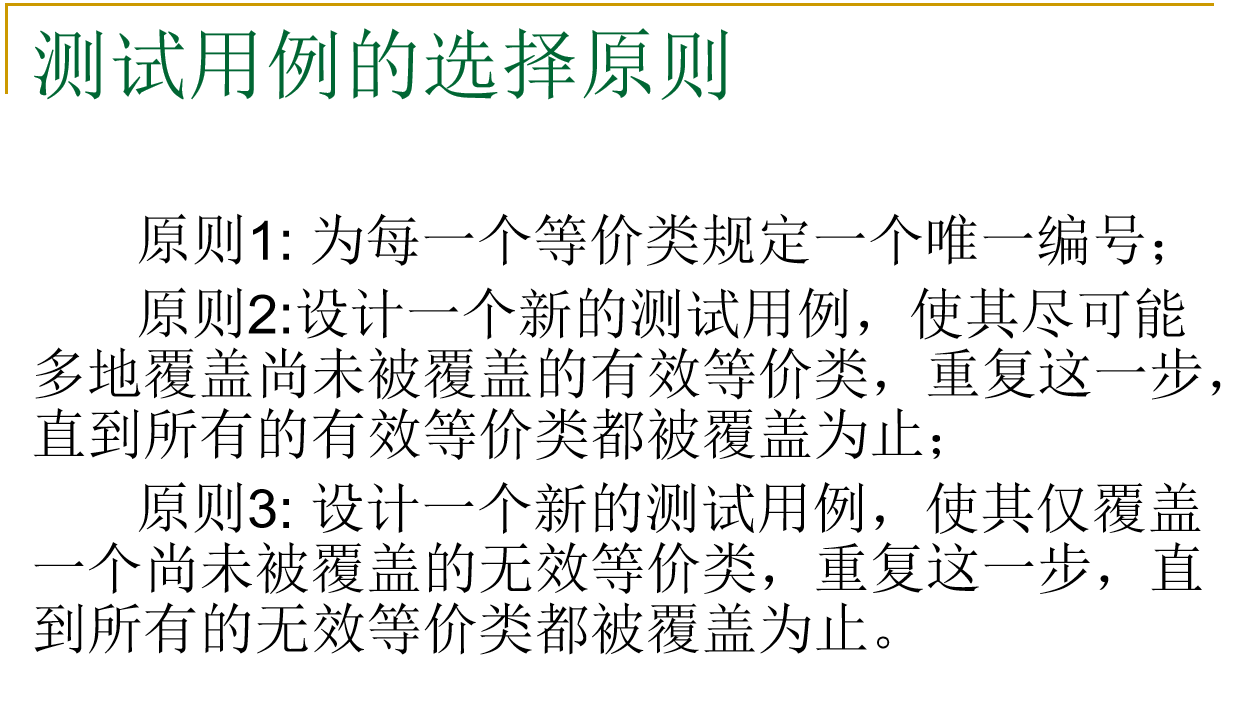 测试用例的选择原则
原则1: 为每一个等价类规定一个唯一编号；
原则2:设计一个新的测试用例，使其尽可能
多地覆盖尚未被覆盖的有效等价类，重复这一步，
直到所有的有效等价类都被覆盖为止；
原则3: 设计一个新的测试用例，使其仅覆盖
一个尚未被覆盖的无效等价类，重复这一步，直
到所有的无效等价类都被覆盖为止。